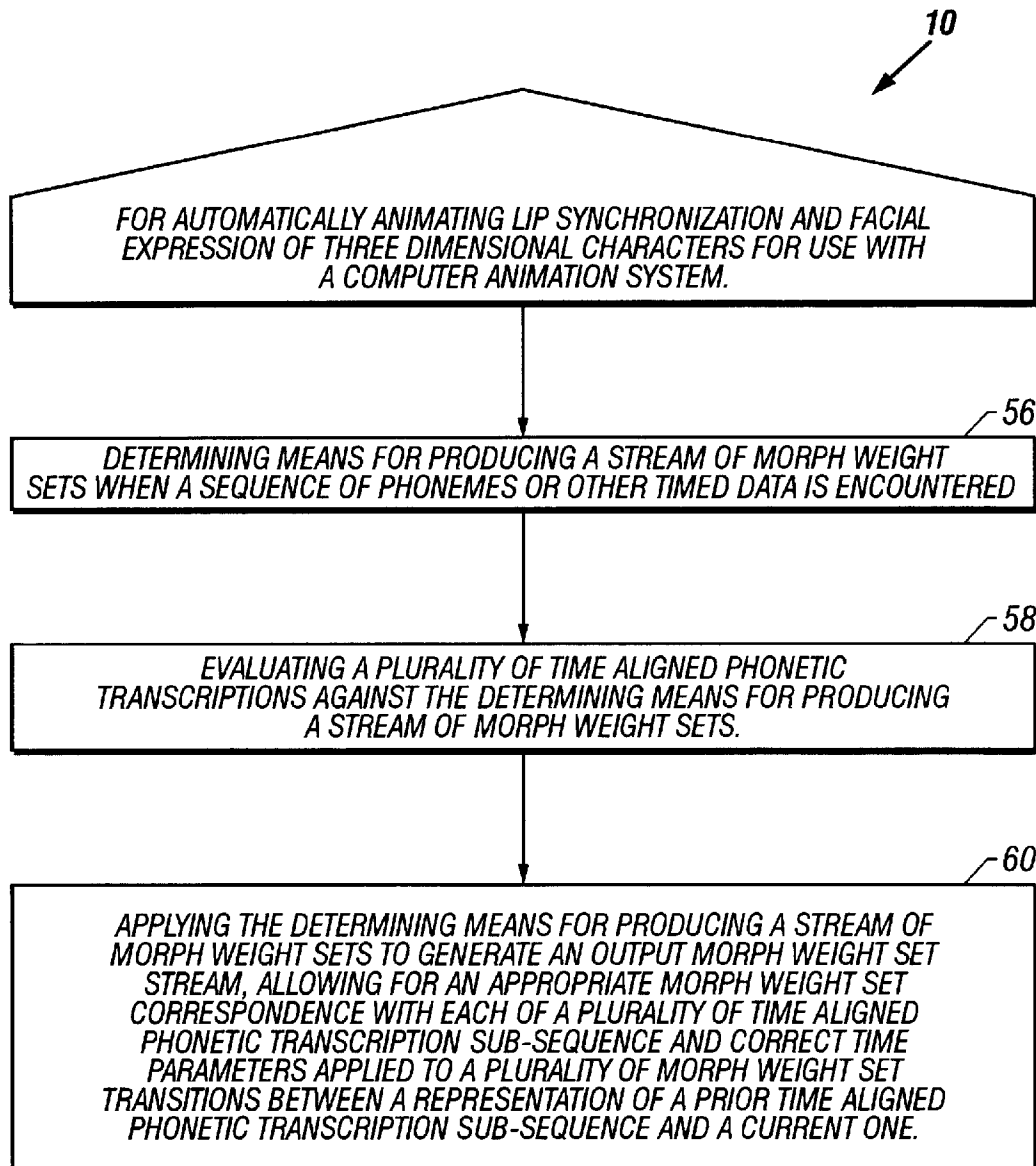 10
FOR AUTOMATICALLY ANIMATING LIP SYNCHRONIZATION AND FACIAL
EXPRESSION OF THREE DIMENSIONAL CHARACTERS FOR USE WITH
A COMPUTER ANIMATION SYSTEM.
56
DETERMINING MEANS FOR PRODUCING A STREAM OF MORPH WEIGHT
SETS WHEN A SEQUENCE OF PHONEMES OR OTHER TIMED DATA IS ENCOUNTERED
58
EVALUATING A PLURALITY OF TIME ALIGNED PHONETIC
TRANSCRIPTIONS AGAINST THE DETERMINING MEANS FOR PRODUCING
A STREAM OF MORPH WEIGHT SETS.
60
APPLYING THE DETERMINING MEANS FOR PRODUCING A STREAM OF
MORPH WEIGHT SETS TO GENERATE AN OUTPUT MORPH WEIGHT SET
STREAM, ALLOWING FOR AN APPROPRIATE MORPH WEIGHT SET
CORRESPONDENCE WITH EACH OF A PLURALITY OF TIME ALIGNED
PHONETIC TRANSCRIPTION SUB-SEQUENCE AND CORRECT TIME
PARAMETERS APPLIED TO A PLURALITY OF MORPH WEIGHT SET
TRANSITIONS BETWEEN A REPRESENTATION OF A PRIOR TIME ALIGNED
PHONETIC TRANSCRIPTION SUB-SEQUENCE AND A CURRENT ONE.